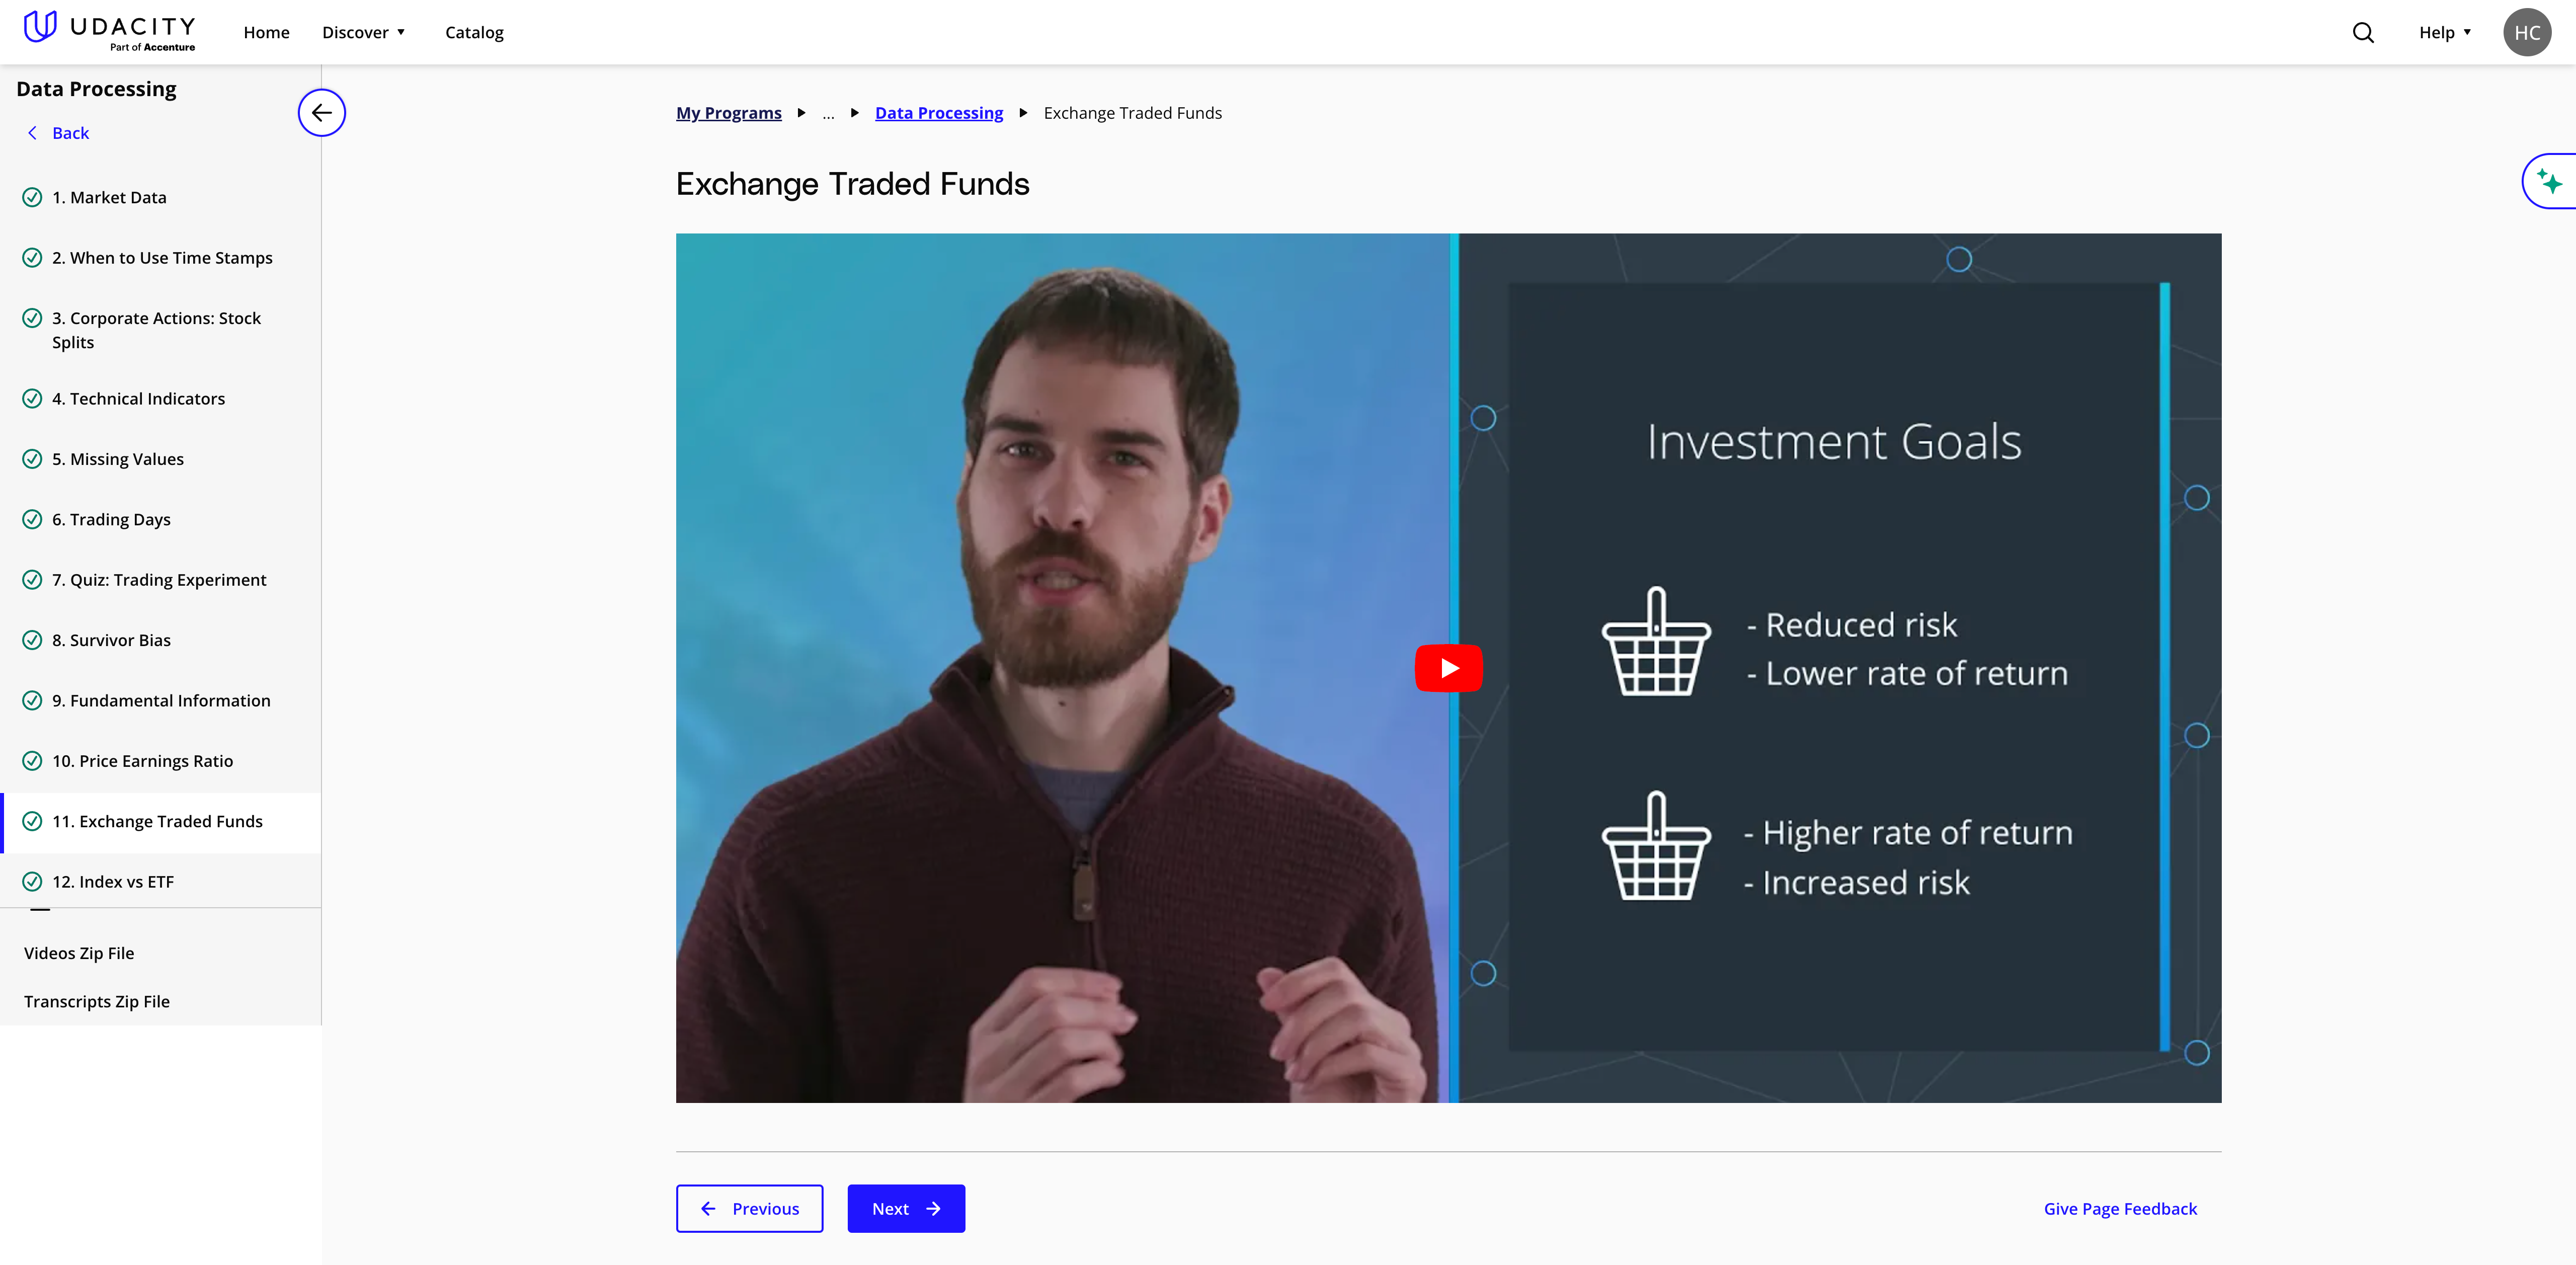 UDACITY
Part of Accenture
Home
Discover
Catalog
Help
HC
Data Processing
Back
1. Market Data
2. When to Use Time Stamps
3. Corporate Actions: Stock
Splits
4. Technical Indicators
5. Missing Values
6. Trading Days
7. Quiz: Trading Experiment
8. Survivor Bias
9. Fundamental Information
10. Price Earnings Ratio
11. Exchange Traded Funds
12. Index vs ETF
Videos Zip File
Transcripts Zip File
My Programs ... Data Processing Exchange Traded Funds
Exchange Traded Funds
Investment Goals
- Reduced risk
- Lower rate of return
- Higher rate of return
- Increased risk
Previous
Next
Give Page Feedback